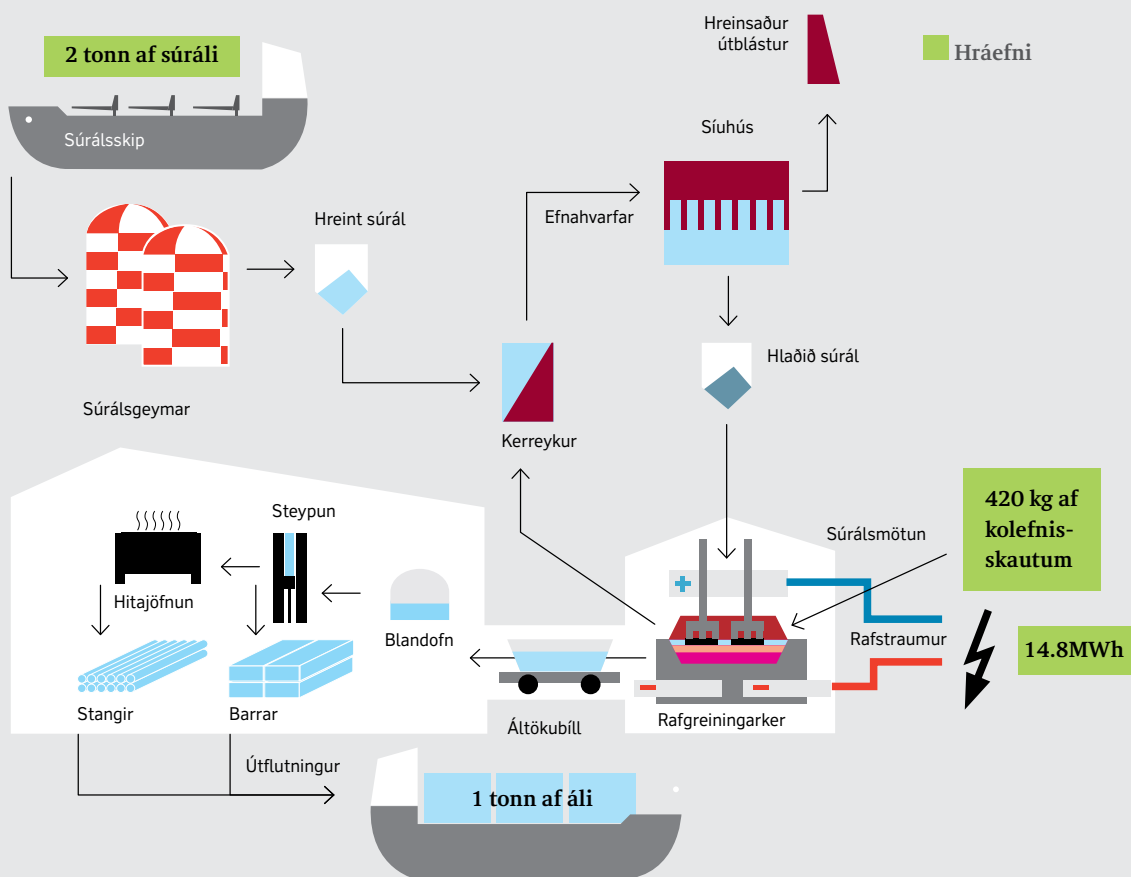 2 tonn af súráli
Súrálsskip
Hreinsaður
útblástur
Hráefni
Síuhús
Efnahvarfar
Hreint súrál
Súrálsgeymar
Hlaðið súrál
Kerreykur
420 kg af
kolefnis-
skautum
Súrálsmötun
Rafstraumur
14.8MWh
Rafgreiningarker
Steypun
Hitajöfnun
Blandofn
Stangir
Barrar
Áltökubíll
Útflutningur
1 tonn af áli